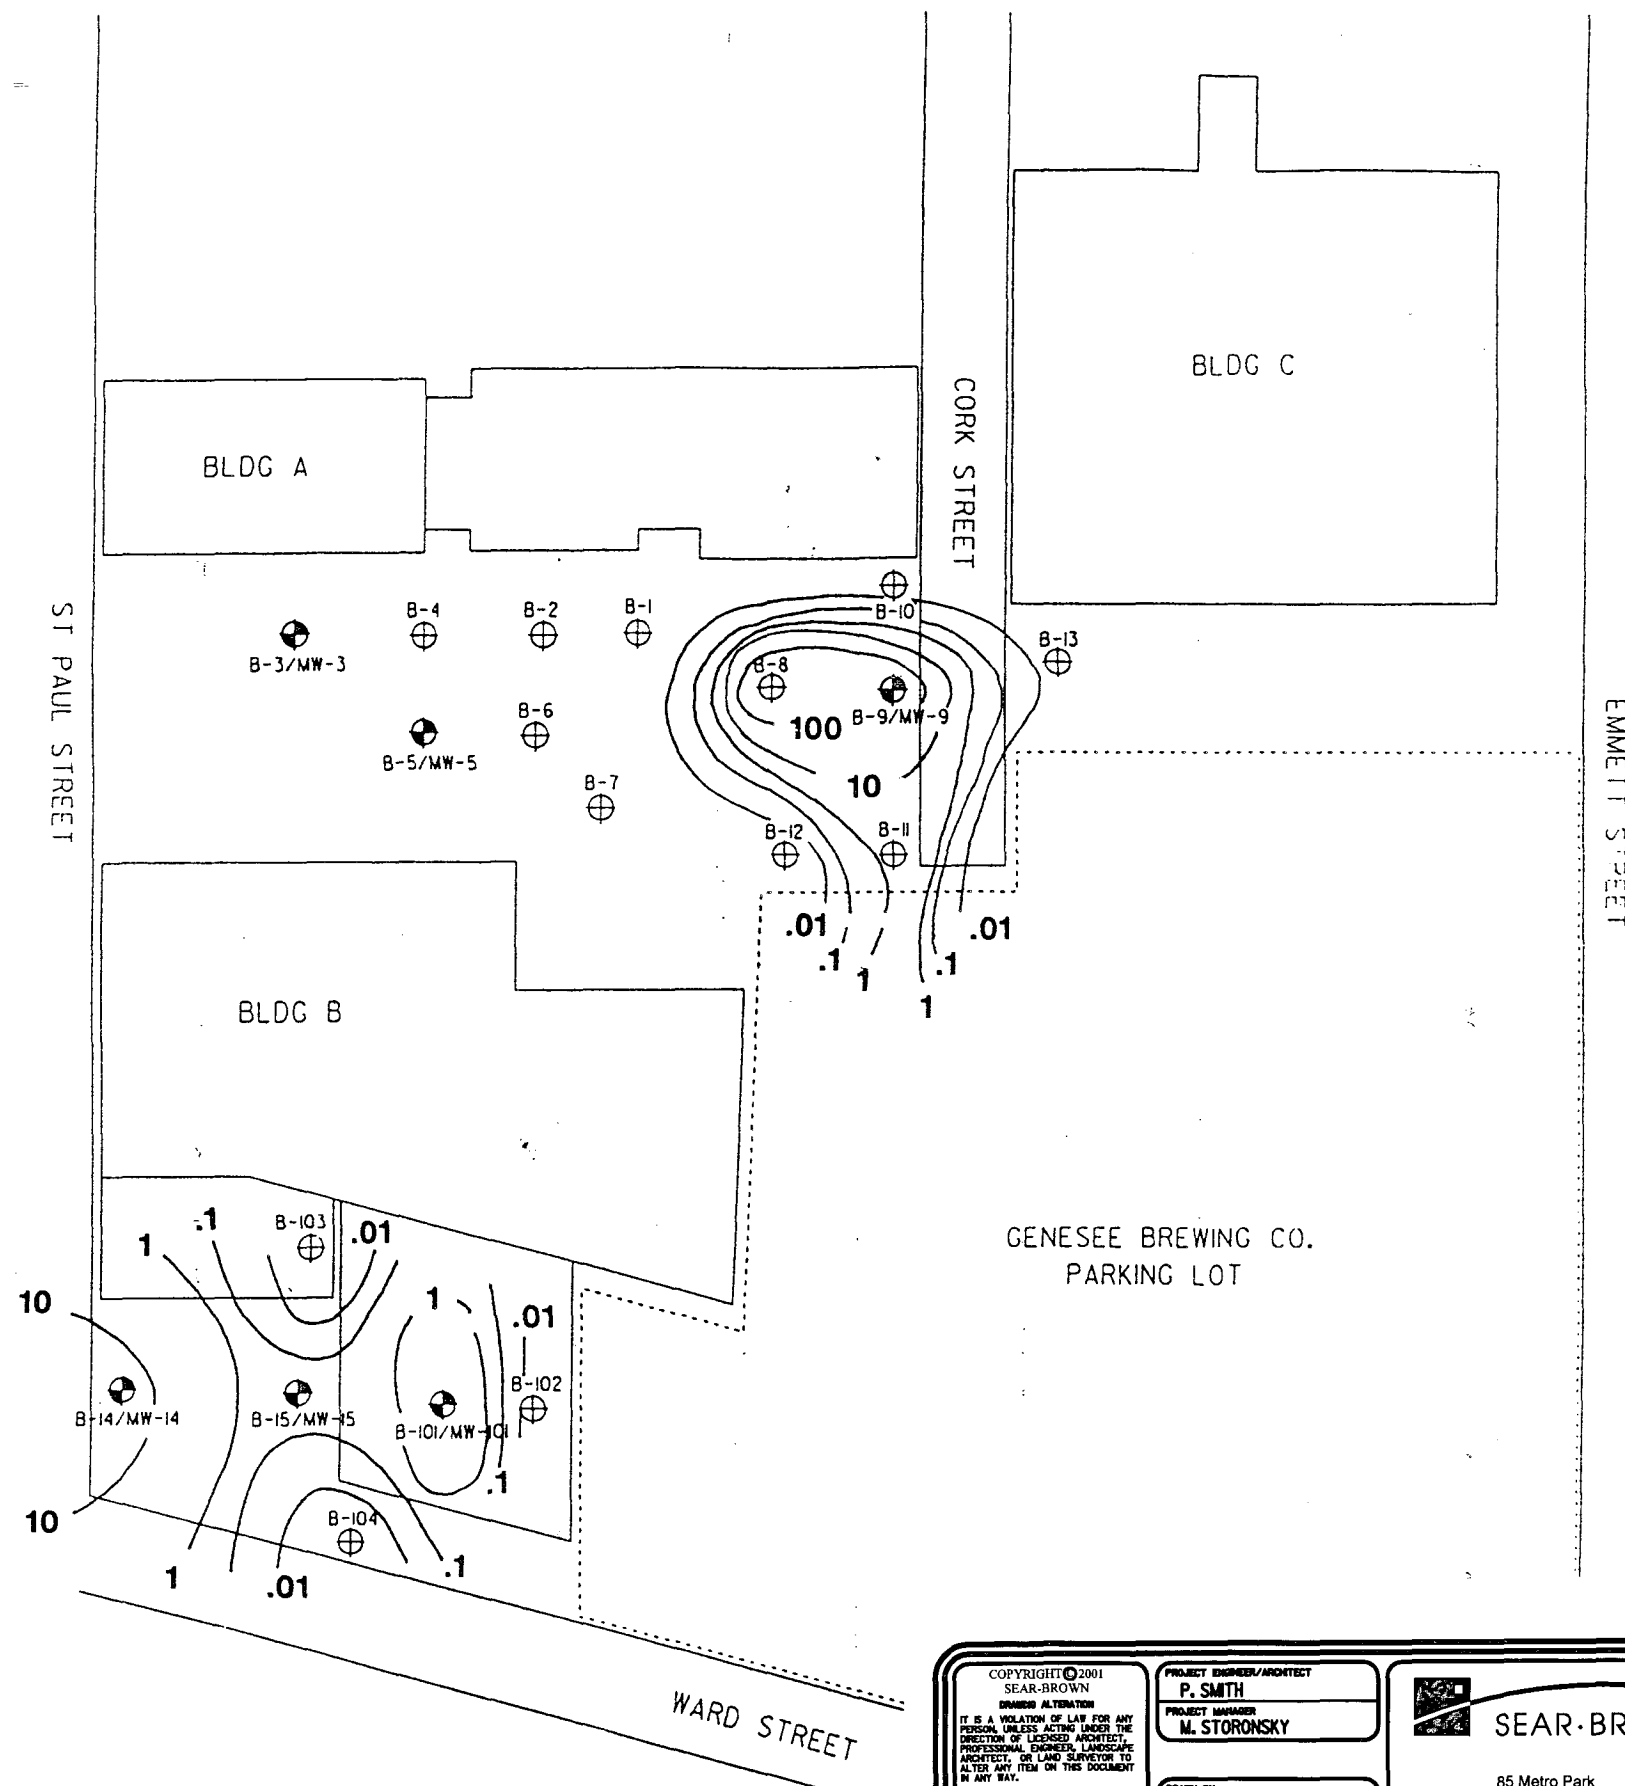 BLDG C
CORK STREET
BLDG A
ST PAUL STREET
B-3/MW-3
B-4
B-2
B-1
B-10
B-13
B-8
B-9/MW-9
100
B-5/MW-5
B-6
B-7
10
B-12
B-11
EMMETT STREET
.01
.1
1
1
.1
.01
BLDG B
GENESEE BREWING CO.
PARKING LOT
1
.1
B-103
.01
10
1
.01
B-102
B-14/MW-14
B-15/MW-15
B-101/MW-101
.1
10
B-104
1
.01
.1
WARD STREET
COPYRIGHT © 2001
SEAR-BROWN
DRAWING ALTERATION
IT IS A VIOLATION OF LAW FOR ANY
PERSON, UNLESS ACTING UNDER THE
DIRECTION OF LICENSED ARCHITECT,
PROFESSIONAL ENGINEER, LANDSCAPE
ARCHITECT, OR LAND SURVEYOR TO
ALTER ANY ITEM ON THIS DOCUMENT
IN ANY WAY.
PROJECT ENGINEER/ARCHITECT
P. SMITH
PROJECT MANAGER
M. STORONSKY
SEAR·BR
85 Metro Park